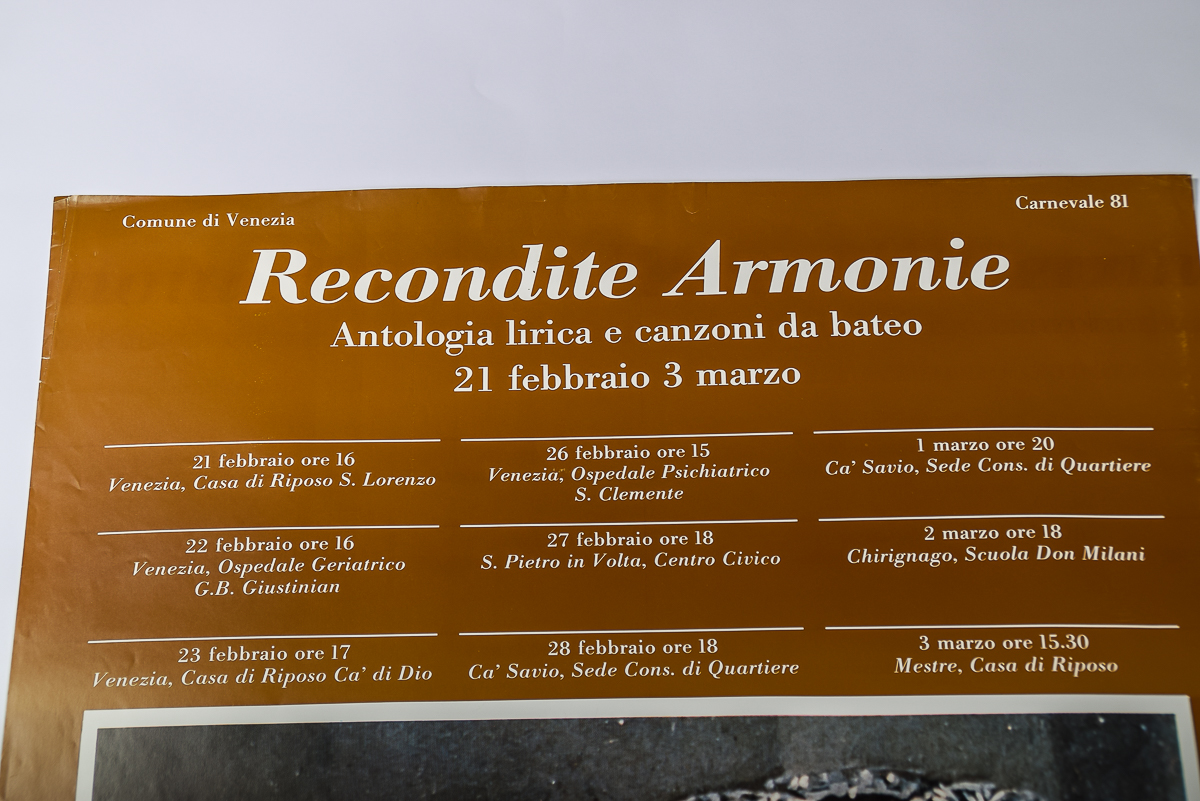 Comune di Venezia
Carnevale 81
Recondite Armonie
Antologia lirica e canzoni da bateo
21 febbraio 3 marzo
21 febbraio ore 16
Venezia, Casa di Riposo S. Lorenzo
22 febbraio ore 16
Venezia, Ospedale Geriatrico
G.B. Giustinian
23 febbraio ore 17
Venezia, Casa di Riposo Ca' di Dio
26 febbraio ore 15
Venezia, Ospedale Psichiatrico
S. Clemente
27 febbraio ore 18
S. Pietro in Volta, Centro Civico
28 febbraio ore 18
Ca' Savio, Sede Cons. di Quartiere
1 marzo ore 20
Ca' Savio, Sede Cons. di Quartiere
2 marzo ore 18
Chirignago, Scuola Don Milani
3 marzo ore 15.30
Mestre, Casa di Riposo